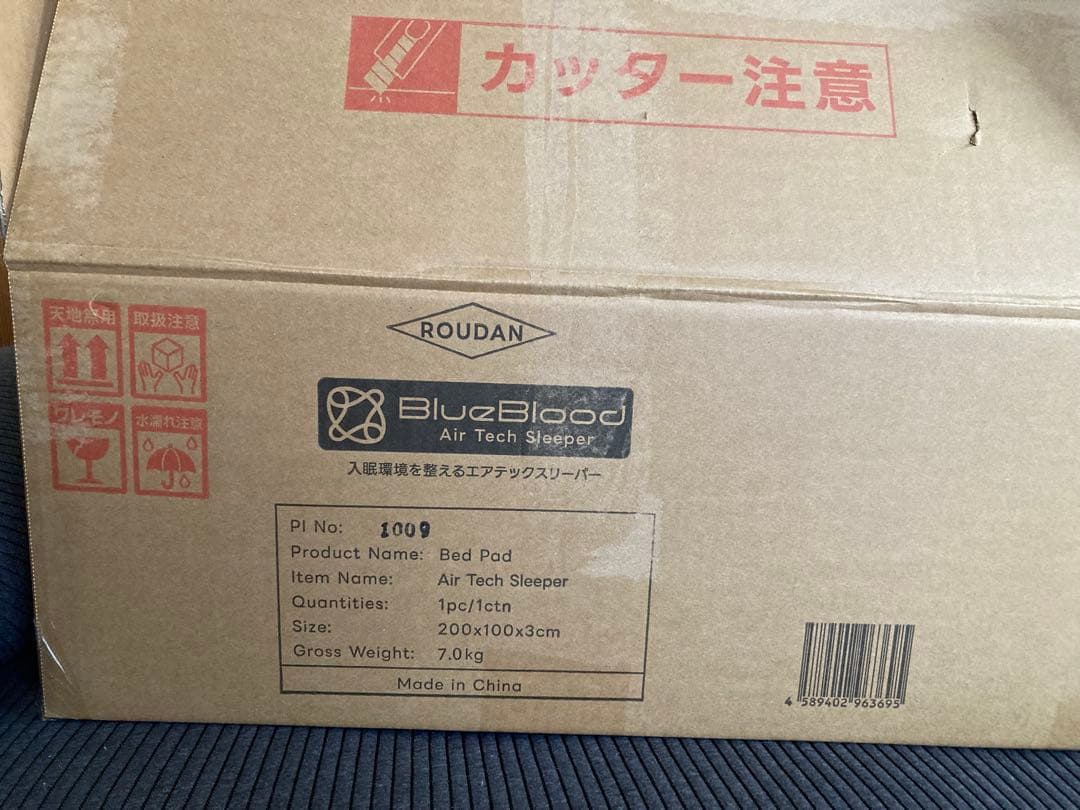 カッター注意
天地無用
取扱注意
ワレモノ
水濡れ注意
ROUDAN
BlueBlood
Air Tech Sleeper
入眠環境を整えるエアテックスリーパー
PI No: 1009
Product Name: Bed Pad
Item Name: Air Tech Sleeper
Quantities: 1pc/1ctn
Size: 200x100x3cm
Gross Weight: 7.0kg
Made in China
4 589402 963695